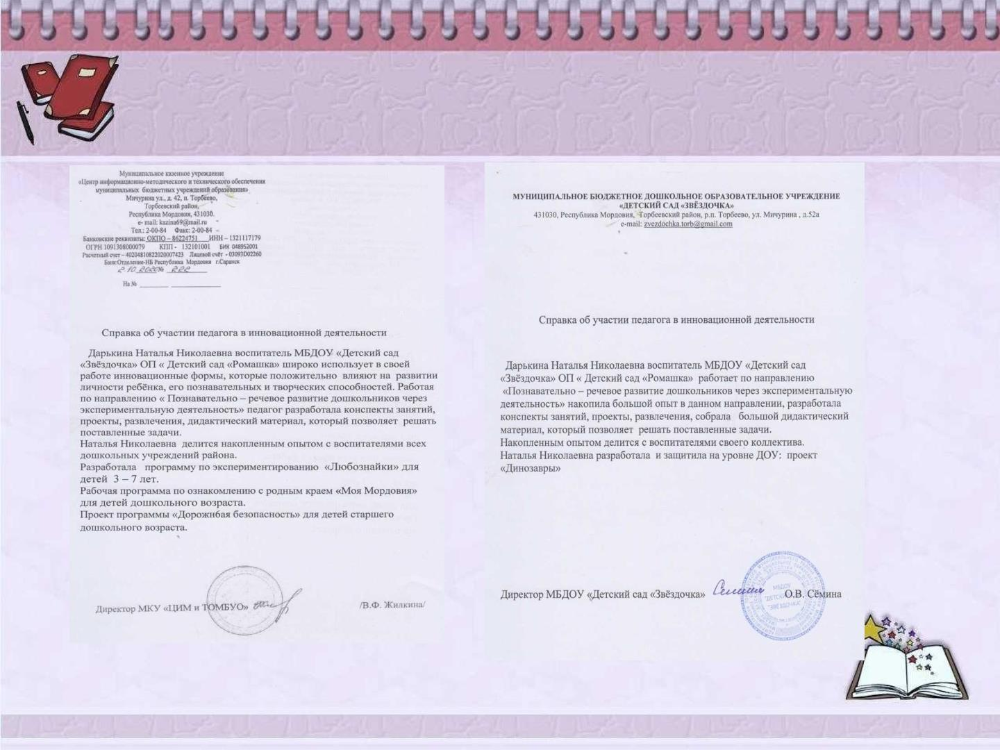 Муниципальное казенное учреждение
«Центр информационно-методического и технического обеспечения
муниципальных бюджетных учреждений образования»
Мичурина ул., д. 42, п. Торбеево,
Торбеевский район,
Республика Мордовия, 431030.
е- mail: kazina69@mail.ru
Тел.: 2-00-84 Факс: 2-00-84
Банковские реквизиты: ОКПО – 86224751 ИНН – 1321117179
ОГРН 1091308000079 КПП - 132101001 БИК 048952001
Расчетный счет – 40204810822020007423 Лицевой счёт - 03093D02260
Банк:Отделение-НБ Республика Мордовия г.Саранск
2.10.2020 № 222
На № ________ ______________
Справка об участии педагога в инновационной деятельности
Дарькина Наталья Николаевна воспитатель МБДОУ «Детский сад
«Звёздочка» ОП « Детский сад «Ромашка» широко использует в своей
работе инновационные формы, которые положительно влияют на развитии
личности ребёнка, его познавательных и творческих способностей. Работая
по направлению « Познавательно – речевое развитие дошкольников через
экспериментальную деятельность» педагог разработала конспекты занятий,
проекты, развлечения, дидактический материал, который позволяет решать
поставленные задачи.
Наталья Николаевна делится накопленным опытом с воспитателями всех
дошкольных учреждений района.
Разработала программу по экспериментированию «Любознайки» для
детей 3 – 7 лет.
Рабочая программа по ознакомлению с родным краем «Моя Мордовия»
для детей дошкольного возраста.
Проект программы «Дорожн6ая безопасность» для детей старшего
дошкольного возраста.
Директор МКУ «ЦИМ и ТОМБУО» /В.Ф. Жилкина/
МУНИЦИПАЛЬНОЕ БЮДЖЕТНОЕ ДОШКОЛЬНОЕ ОБРАЗОВАТЕЛЬНОЕ УЧРЕЖДЕНИЕ
«ДЕТСКИЙ САД «ЗВЁЗДОЧКА»
431030, Республика Мордовия, Торбеевский район, р.п. Торбеево, ул. Мичурина , д.52а
e-mail: zvezdochka.torb@gmail.com
Справка об участии педагога в инновационной деятельности
Дарькина Наталья Николаевна воспитатель МБДОУ «Детский сад
«Звёздочка» ОП « Детский сад «Ромашка» работает по направлению
«Познавательно – речевое развитие дошкольников через экспериментальную
деятельность» накопила большой опыт в данном направлении, разработала
конспекты занятий, проекты, развлечения, собрала большой дидактический
материал, который позволяет решать поставленные задачи.
Накопленным опытом делится с воспитателями своего коллектива.
Наталья Николаевна разработала и защитила на уровне ДОУ: проект
«Динозавры»
Директор МБДОУ «Детский сад «Звёздочка» О.В. Сёмина
МБДОУ
"ДЕТСКИЙ САД
"ЗВЁЗДОЧКА"